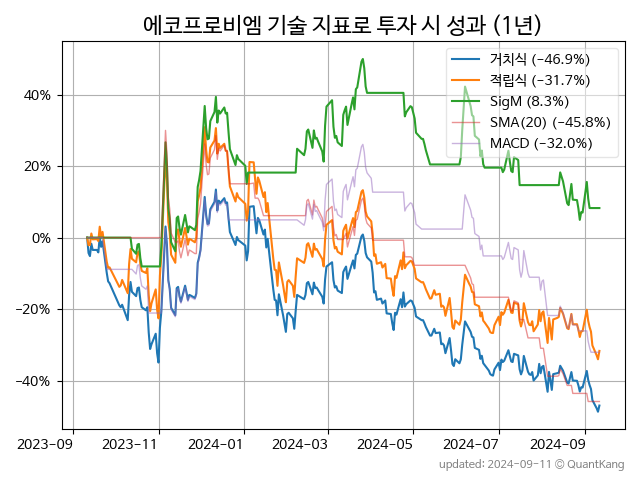 에코프로비엠 기술 지표로 투자 시 성과 (1년)
거치식 (−46.9%)
적립식 (−31.7%)
SigM (8.3%)
SMA(20) (−45.8%)
MACD (−32.0%)
40%
20%
0%
−20%
−40%
2023-09 2023-11 2024-01 2024-03 2024-05 2024-07 2024-09
updated: 2024-09-11 © QuantKang